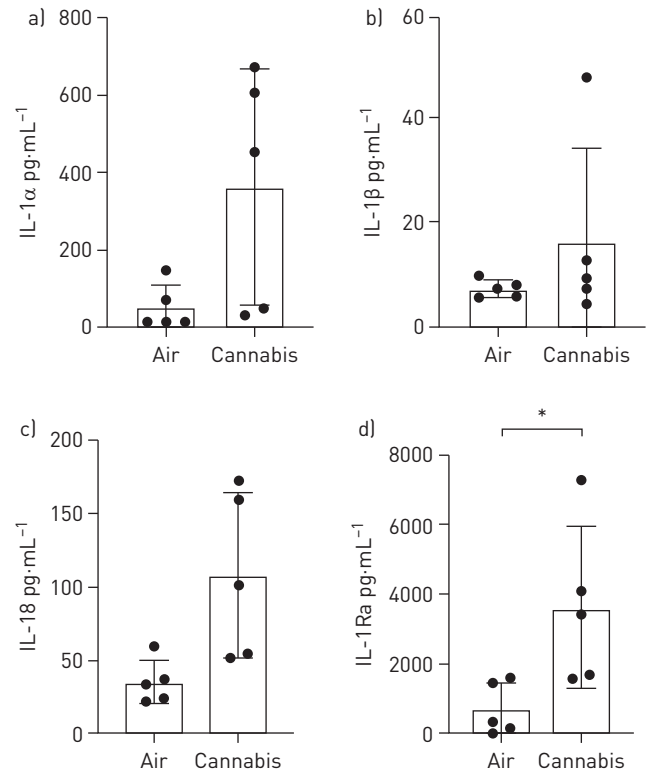 a)
800
600
400
200
0
IL-1α pg·mL⁻¹
Air
Cannabis
b)
60
40
20
0
IL-1β pg·mL⁻¹
Air
Cannabis
c)
200
150
100
50
0
IL-18 pg·mL⁻¹
Air
Cannabis
d)
*
8000
6000
4000
2000
0
IL-1Ra pg·mL⁻¹
Air
Cannabis